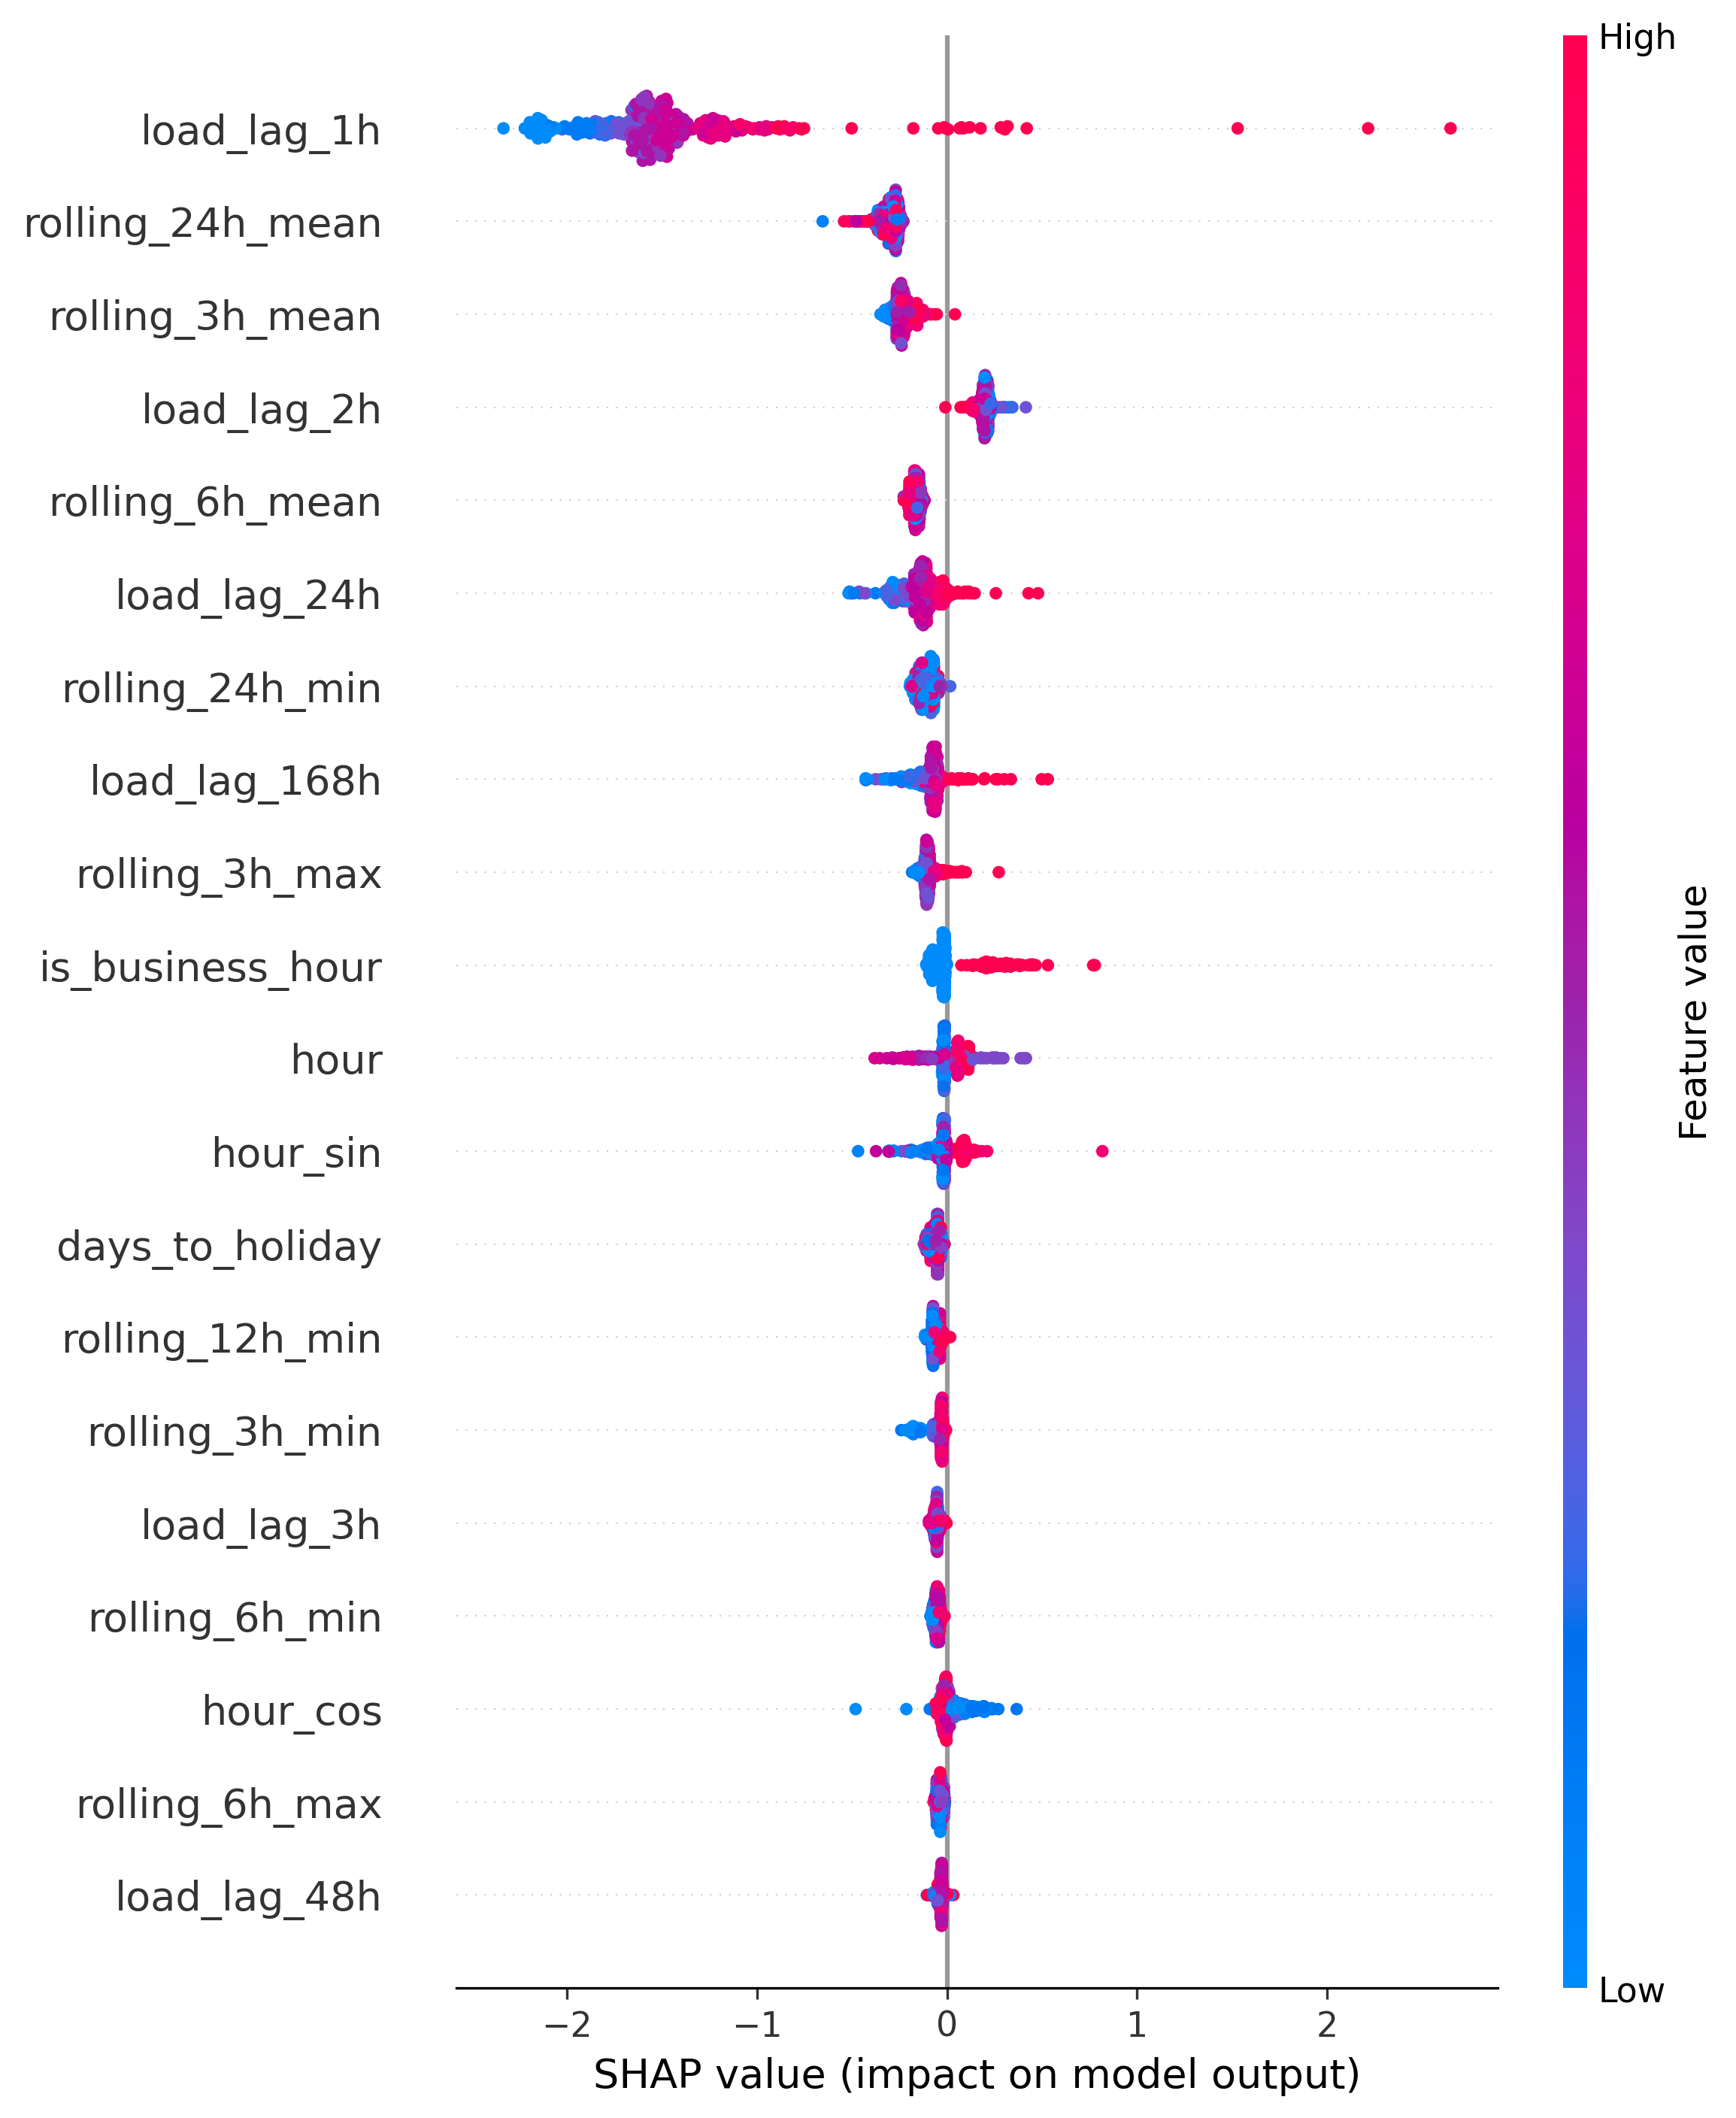 High
load_lag_1h
rolling_24h_mean
rolling_3h_mean
load_lag_2h
rolling_6h_mean
load_lag_24h
rolling_24h_min
load_lag_168h
rolling_3h_max
is_business_hour
hour
hour_sin
days_to_holiday
rolling_12h_min
rolling_3h_min
load_lag_3h
rolling_6h_min
hour_cos
rolling_6h_max
load_lag_48h
Feature value
Low
−2 −1 0 1 2
SHAP value (impact on model output)